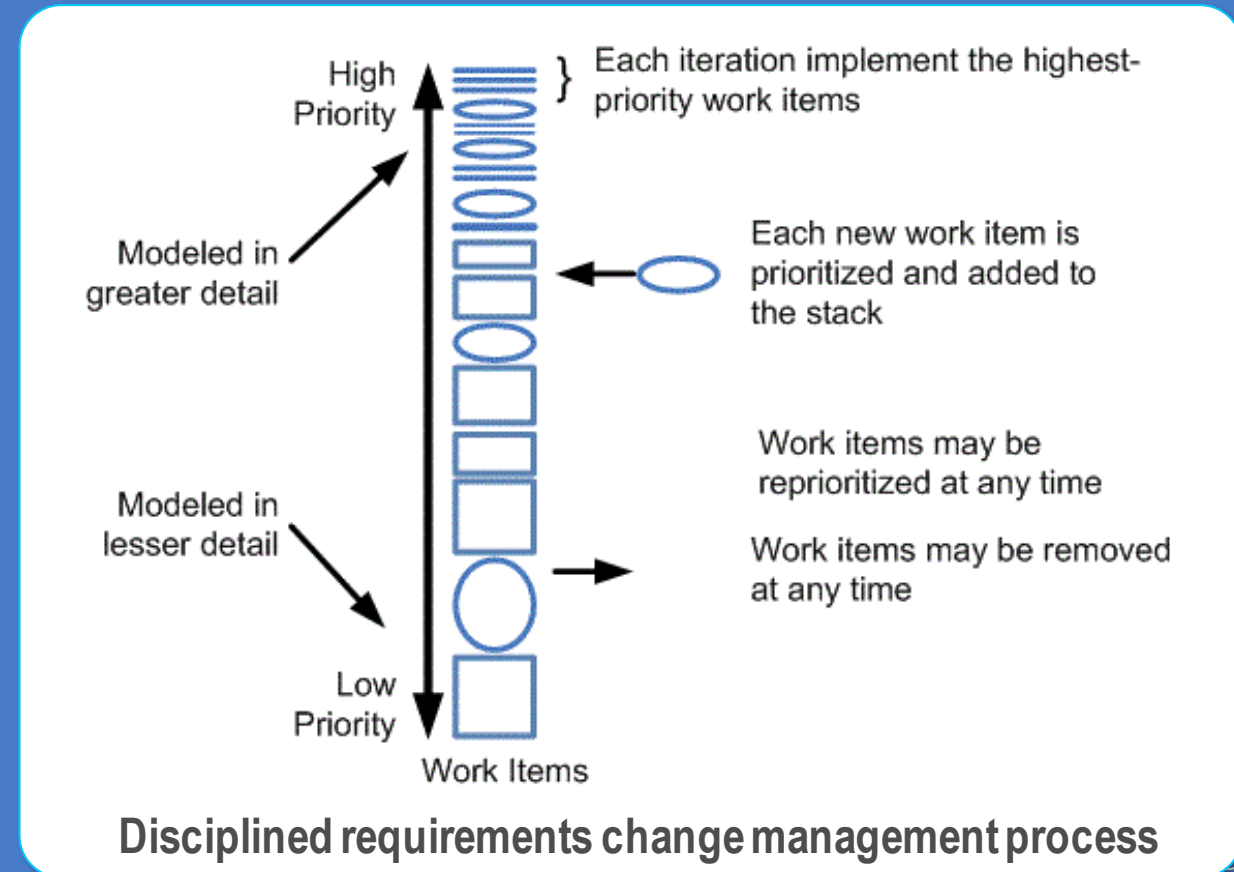 High
Priority
Each iteration implement the highest-
priority work items
Modeled in
greater detail
Each new work item is
prioritized and added to
the stack
Work items may be
reprioritized at any time
Modeled in
lesser detail
Work items may be removed
at any time
Low
Priority
Work Items
Disciplined requirements change management process